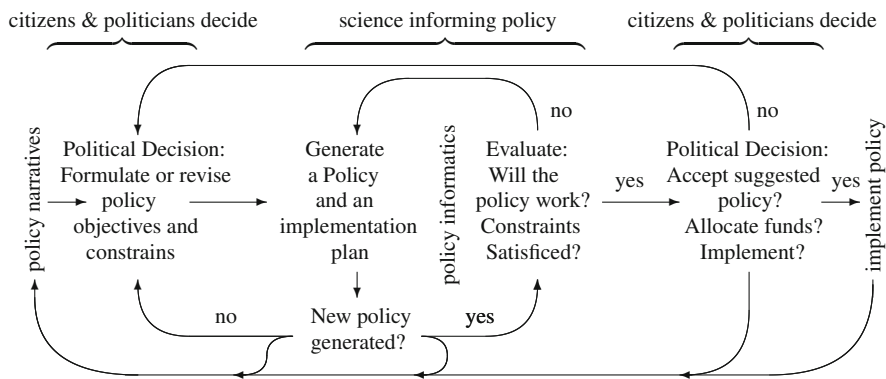 citizens & politicians decide
science informing policy
citizens & politicians decide
policy narratives
Political Decision:
Formulate or revise
policy
objectives and
constrains
Generate
a Policy
and an
implementation
plan
policy informatics
no
Evaluate:
Will the
policy work?
Constraints
Satisficed?
yes
no
Political Decision:
Accept suggested
policy?
Allocate funds?
Implement?
yes
implement policy
no
New policy
generated?
yes